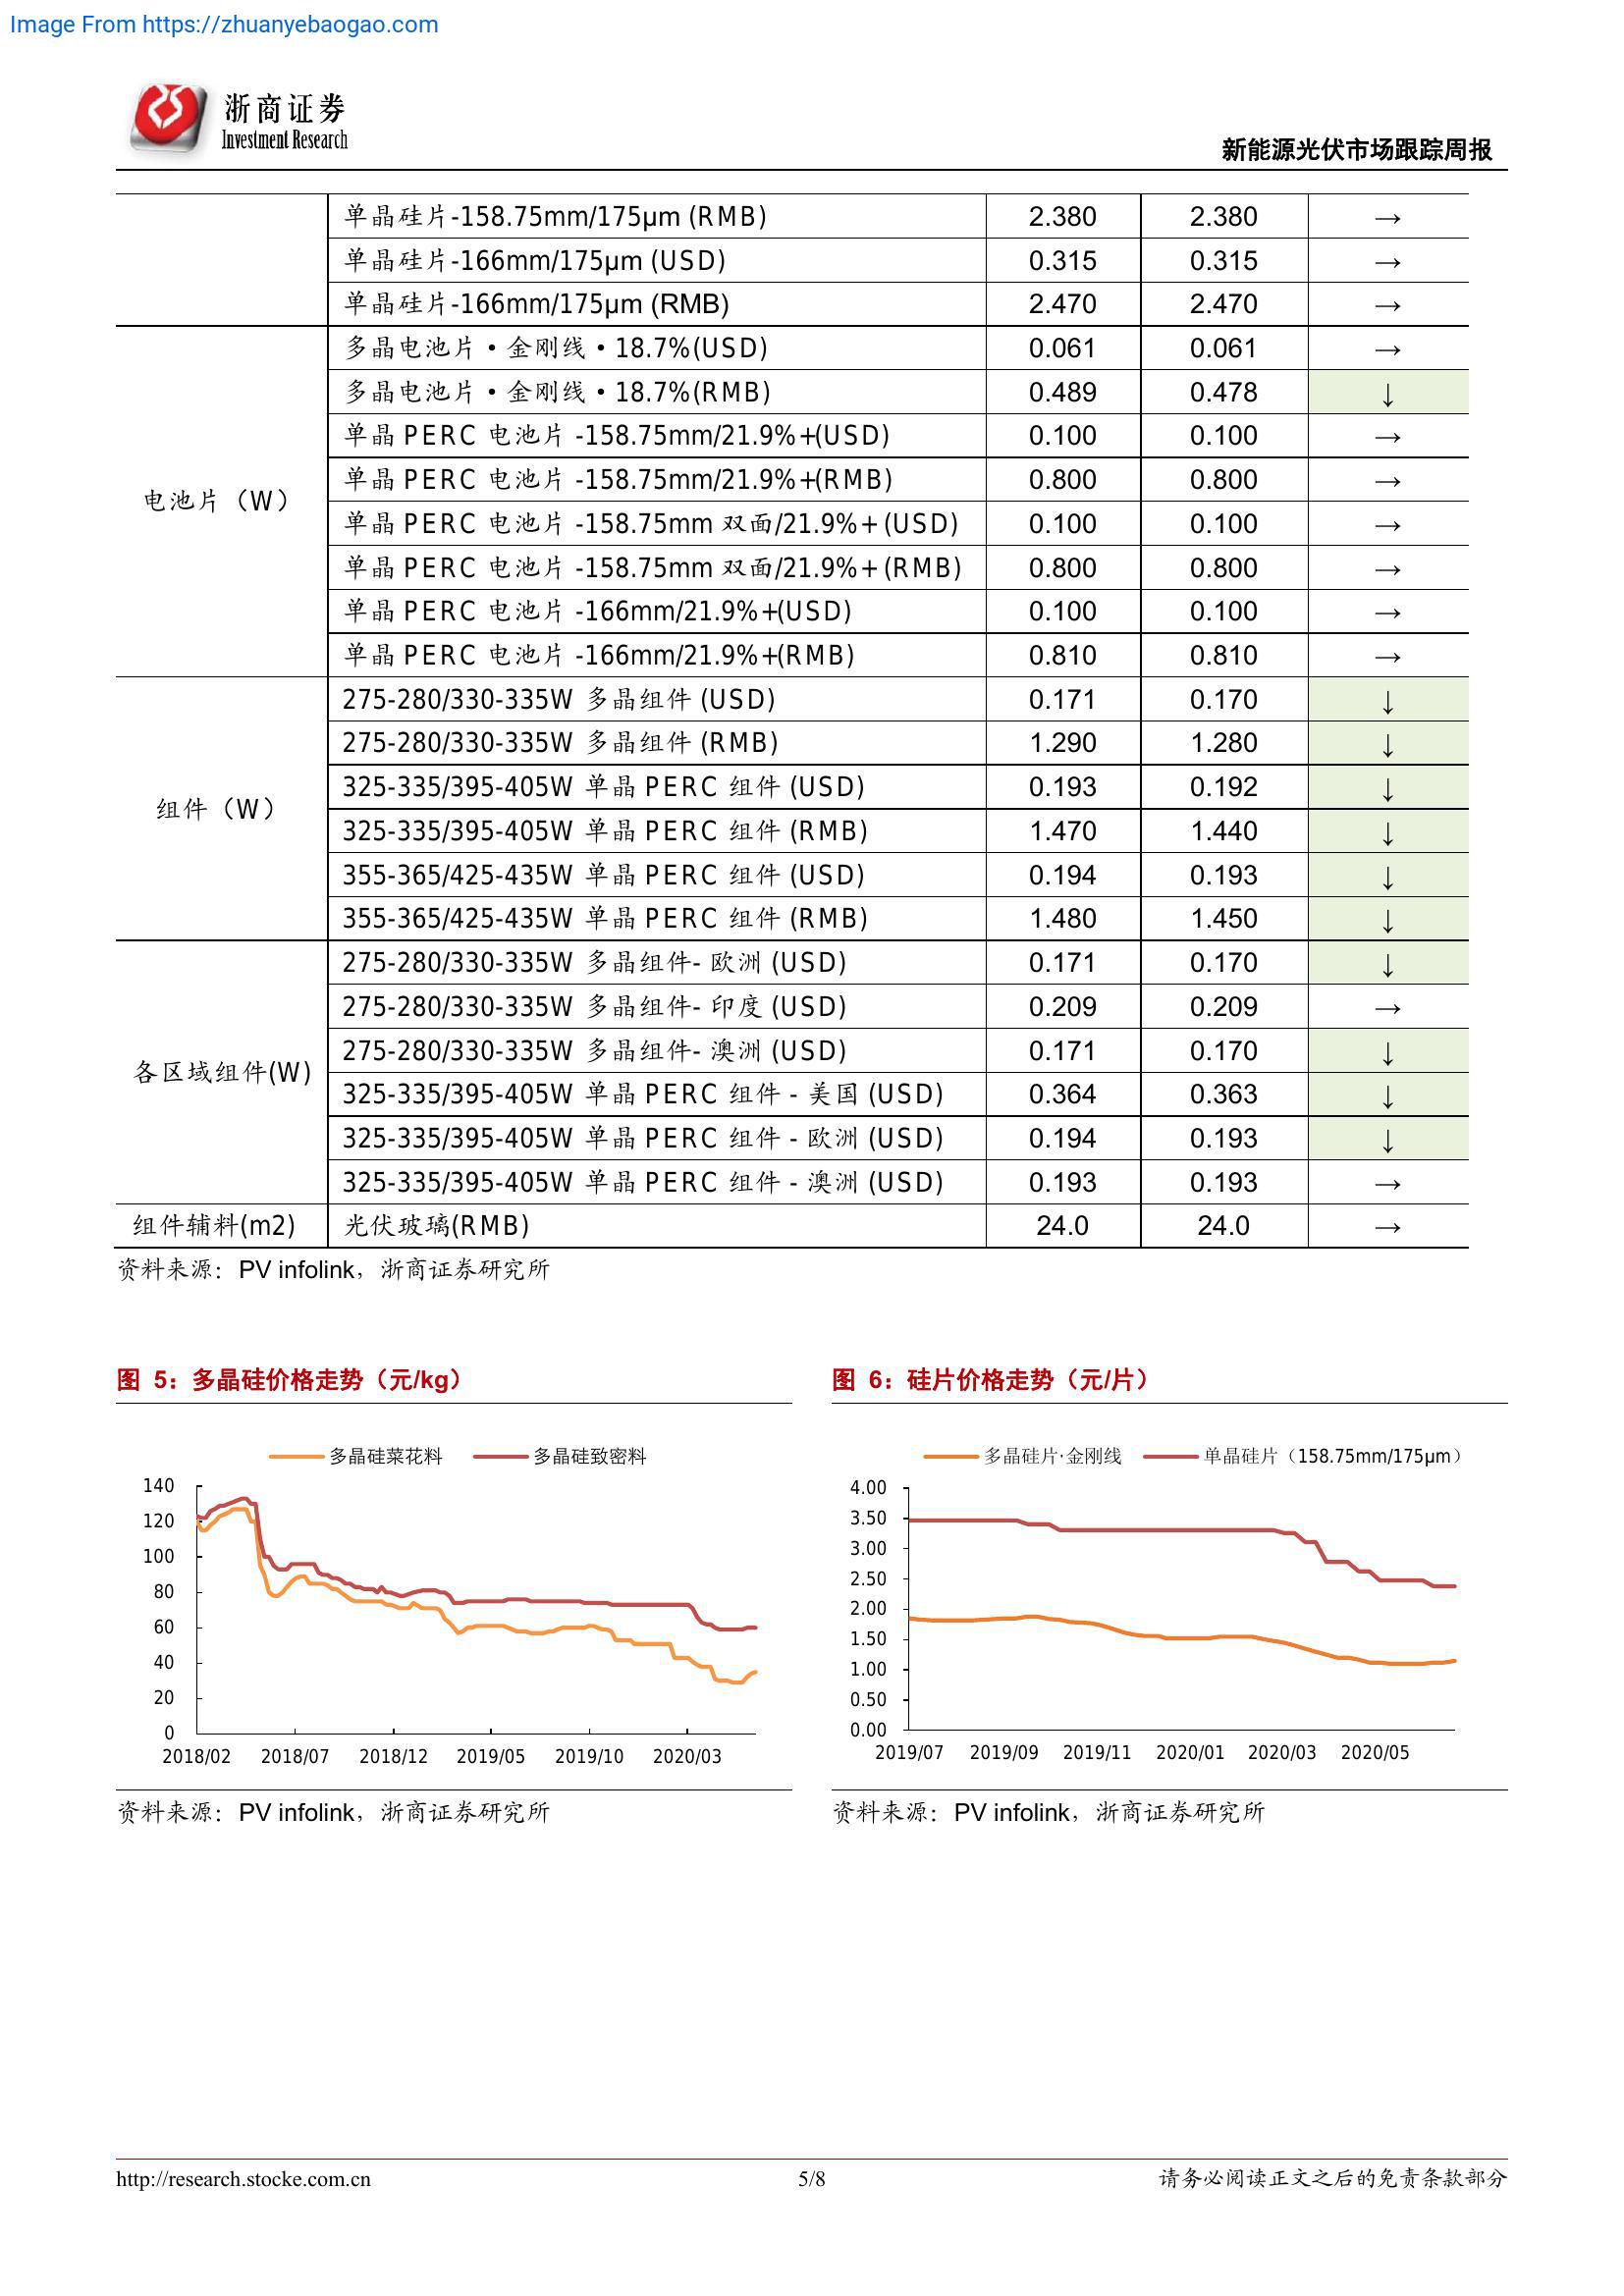 Image From https://zhuanyebaogao.com
浙商证券
Investment Research
新能源光伏市场跟踪周报
单晶硅片-158.75mm/175μm (RMB) 2.380 2.380 →
单晶硅片-166mm/175μm (USD) 0.315 0.315 →
单晶硅片-166mm/175μm (RMB) 2.470 2.470 →
电池片（W）
多晶电池片·金刚线·18.7%(USD) 0.061 0.061 →
多晶电池片·金刚线·18.7%(RMB) 0.489 0.478 ↓
单晶 PERC 电池片 -158.75mm/21.9%+(USD) 0.100 0.100 →
单晶 PERC 电池片 -158.75mm/21.9%+(RMB) 0.800 0.800 →
单晶 PERC 电池片 -158.75mm 双面/21.9%+ (USD) 0.100 0.100 →
单晶 PERC 电池片 -158.75mm 双面/21.9%+ (RMB) 0.800 0.800 →
单晶 PERC 电池片 -166mm/21.9%+(USD) 0.100 0.100 →
单晶 PERC 电池片 -166mm/21.9%+(RMB) 0.810 0.810 →
组件（W）
275-280/330-335W 多晶组件 (USD) 0.171 0.170 ↓
275-280/330-335W 多晶组件 (RMB) 1.290 1.280 ↓
325-335/395-405W 单晶 PERC 组件 (USD) 0.193 0.192 ↓
325-335/395-405W 单晶 PERC 组件 (RMB) 1.470 1.440 ↓
355-365/425-435W 单晶 PERC 组件 (USD) 0.194 0.193 ↓
355-365/425-435W 单晶 PERC 组件 (RMB) 1.480 1.450 ↓
各区域组件(W)
275-280/330-335W 多晶组件- 欧洲 (USD) 0.171 0.170 ↓
275-280/330-335W 多晶组件- 印度 (USD) 0.209 0.209 →
275-280/330-335W 多晶组件- 澳洲 (USD) 0.171 0.170 ↓
325-335/395-405W 单晶 PERC 组件 - 美国 (USD) 0.364 0.363 ↓
325-335/395-405W 单晶 PERC 组件 - 欧洲 (USD) 0.194 0.193 ↓
325-335/395-405W 单晶 PERC 组件 - 澳洲 (USD) 0.193 0.193 →
组件辅料(m2) 光伏玻璃(RMB) 24.0 24.0 →
资料来源：PV infolink，浙商证券研究所
图 5：多晶硅价格走势（元/kg）
多晶硅菜花料 多晶硅致密料
140
120
100
80
60
40
20
0
2018/02 2018/07 2018/12 2019/05 2019/10 2020/03
资料来源：PV infolink，浙商证券研究所
图 6：硅片价格走势（元/片）
多晶硅片·金刚线 单晶硅片（158.75mm/175μm）
4.00
3.50
3.00
2.50
2.00
1.50
1.00
0.50
0.00
2019/07 2019/09 2019/11 2020/01 2020/03 2020/05
资料来源：PV infolink，浙商证券研究所
http://research.stocke.com.cn 5/8 请务必阅读正文之后的免责条款部分